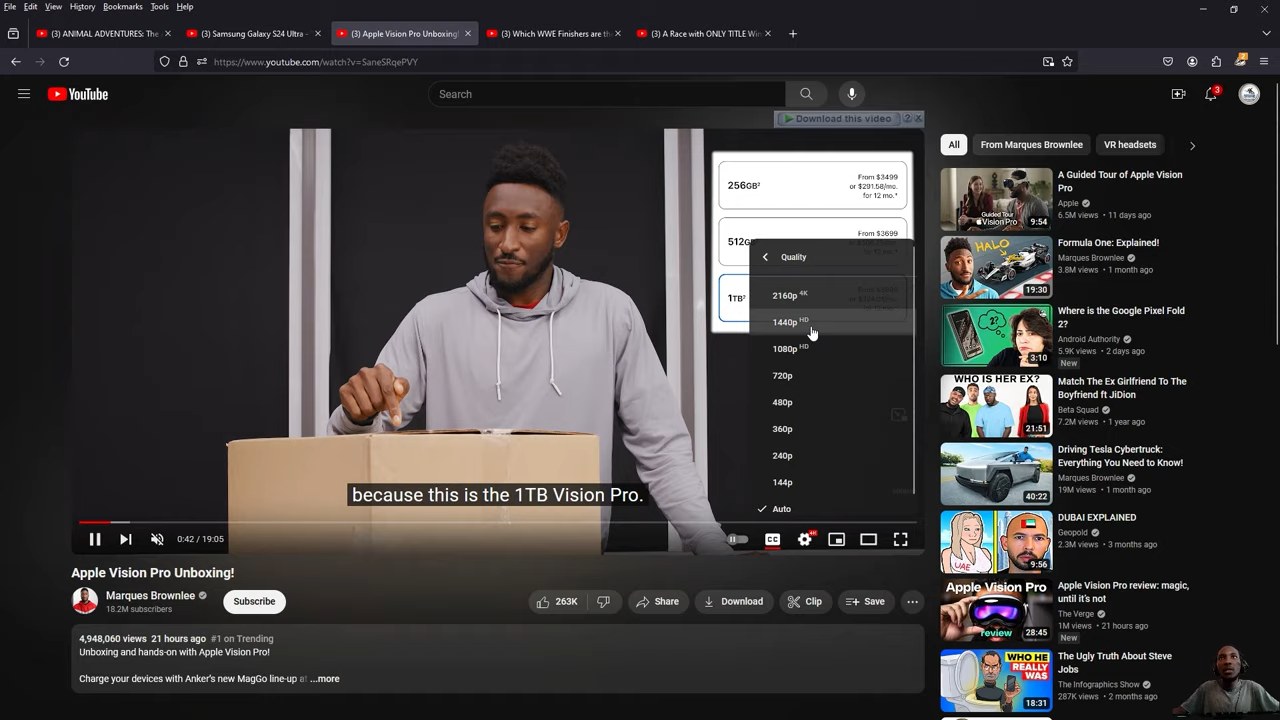 File Edit View History Bookmarks Tools Help
(3) ANIMAL ADVENTURES: The
(3) Samsung Galaxy S24 Ultra -
(3) Apple Vision Pro Unboxing!
(3) Which WWE Finishers are the
(3) A Race with ONLY TITLE Win
https://www.youtube.com/watch?v=SaneSRqePVY
YouTube
Search
3
Download this video
256GB²
From $3499
or $291.58/mo.
for 12 mo.*
512G
From $3699
1TB²
Quality
2160p 4K
1440p HD
1080p HD
720p
480p
360p
240p
144p
Auto
because this is the 1TB Vision Pro.
0:42 / 19:05
CC
Apple Vision Pro Unboxing!
Marques Brownlee
18.2M subscribers
Subscribe
263K
Share
Download
Clip
Save
4,948,060 views 21 hours ago #1 on Trending
Unboxing and hands-on with Apple Vision Pro!
Charge your devices with Anker's new MagGo line-up at ...more
All
From Marques Brownlee
VR headsets
Guided Tour
Vision Pro
9:54
A Guided Tour of Apple Vision
Pro
Apple
6.5M views • 11 days ago
HALO
19:30
Formula One: Explained!
Marques Brownlee
3.8M views • 1 month ago
2?
3:10
Where is the Google Pixel Fold
2?
Android Authority
5.9K views • 2 days ago
New
WHO IS HER EX?
21:51
Match The Ex Girlfriend To The
Boyfriend ft JiDion
Beta Squad
7.2M views • 1 year ago
40:22
Driving Tesla Cybertruck:
Everything You Need to Know!
Marques Brownlee
19M views • 1 month ago
UAE
9:56
DUBAI EXPLAINED
Geopold
2.3M views • 3 months ago
Apple Vision Pro
review
28:45
Apple Vision Pro review: magic,
until it's not
The Verge
1M views • 21 hours ago
New
WHO HE
REALLY
WAS
18:31
The Ugly Truth About Steve
Jobs
The Infographics Show
287K views • 2 months ago